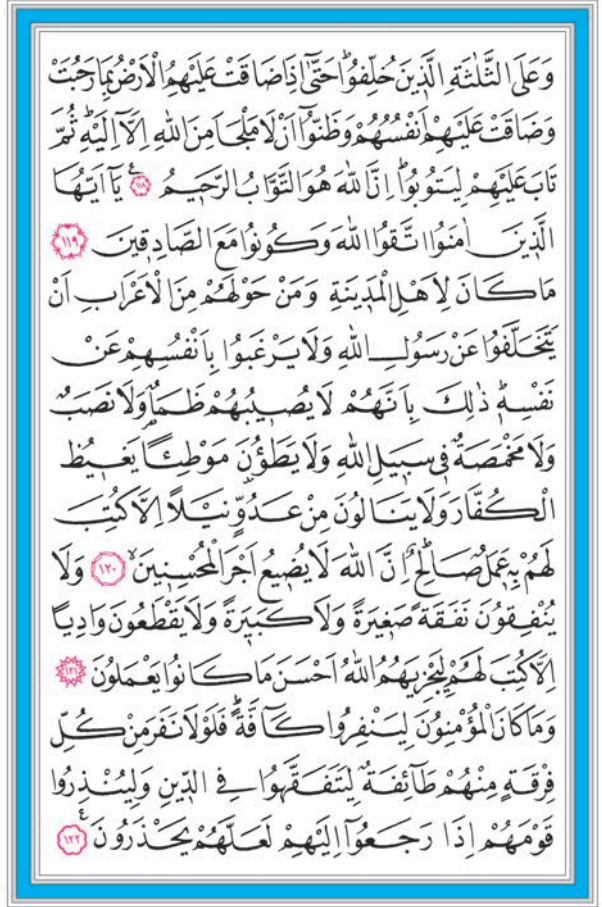 وَعَلَى الثَّلٰثَةِ الَّذِينَ خُلِّفُواۜ حَتّٰٓى اِذَا ضَاقَتْ عَلَيْهِمُ الْاَرْضُ بِمَا رَحُبَتْ
وَضَاقَتْ عَلَيْهِمْ اَنْفُسُهُمْ وَظَنُّٓوا اَنْ لَا مَلْجَاَ مِنَ اللّٰهِ اِلَّٓا اِلَيْهِۜ ثُمَّ
تَابَ عَلَيْهِمْ لِيَتُوبُواۜ اِنَّ اللّٰهَ هُوَ التَّوَّابُ الرَّحِيمُ ﴿١١٨﴾ يَٓا اَيُّهَا
الَّذِينَ اٰمَنُوا اتَّقُوا اللّٰهَ وَكُونُوا مَعَ الصَّادِقِينَ ﴿١١٩﴾
مَا كَانَ لِاَهْلِ الْمَدِينَةِ وَمَنْ حَوْلَهُمْ مِنَ الْاَعْرَابِ اَنْ
يَتَخَلَّفُوا عَنْ رَسُولِ اللّٰهِ وَلَا يَرْغَبُوا بِاَنْفُسِهِمْ عَنْ
نَفْسِهۜ ذٰلِكَ بِاَنَّهُمْ لَا يُصِيبُهُمْ ظَمَاٌ وَلَا نَصَبٌ
وَلَا مَخْمَصَةٌ فِي سَبِيلِ اللّٰهِ وَلَا يَطَؤُنَ مَوْطِئًا يَغِيظُ
الْكُفَّارَ وَلَا يَنَالُونَ مِنْ عَدُوٍّ نَيْلًا اِلَّا كُتِبَ
لَهُمْ بِهِ عَمَلٌ صَالِحٌۜ اِنَّ اللّٰهَ لَا يُضِيعُ اَجْرَ الْمُحْسِنِينَۙ ﴿١٢٠﴾ وَلَا
يُنْفِقُونَ نَفَقَةً صَغِيرَةً وَلَا كَبِيرَةً وَلَا يَقْطَعُونَ وَادِيًا
اِلَّا كُتِبَ لَهُمْ لِيَجْزِيَهُمُ اللّٰهُ اَحْسَنَ مَا كَانُوا يَعْمَلُونَ ﴿١٢١﴾
وَمَا كَانَ الْمُؤْمِنُونَ لِيَنْفِرُوا كَٓافَّةًۜ فَلَوْلَا نَفَرَ مِنْ كُلِّ
فِرْقَةٍ مِنْهُمْ طَٓائِفَةٌ لِيَتَفَقَّهُوا فِي الدِّينِ وَلِيُنْذِرُوا
قَوْمَهُمْ اِذَا رَجَعُٓوا اِلَيْهِمْ لَعَلَّهُمْ يَحْذَرُونَ ﴿١٢٢﴾